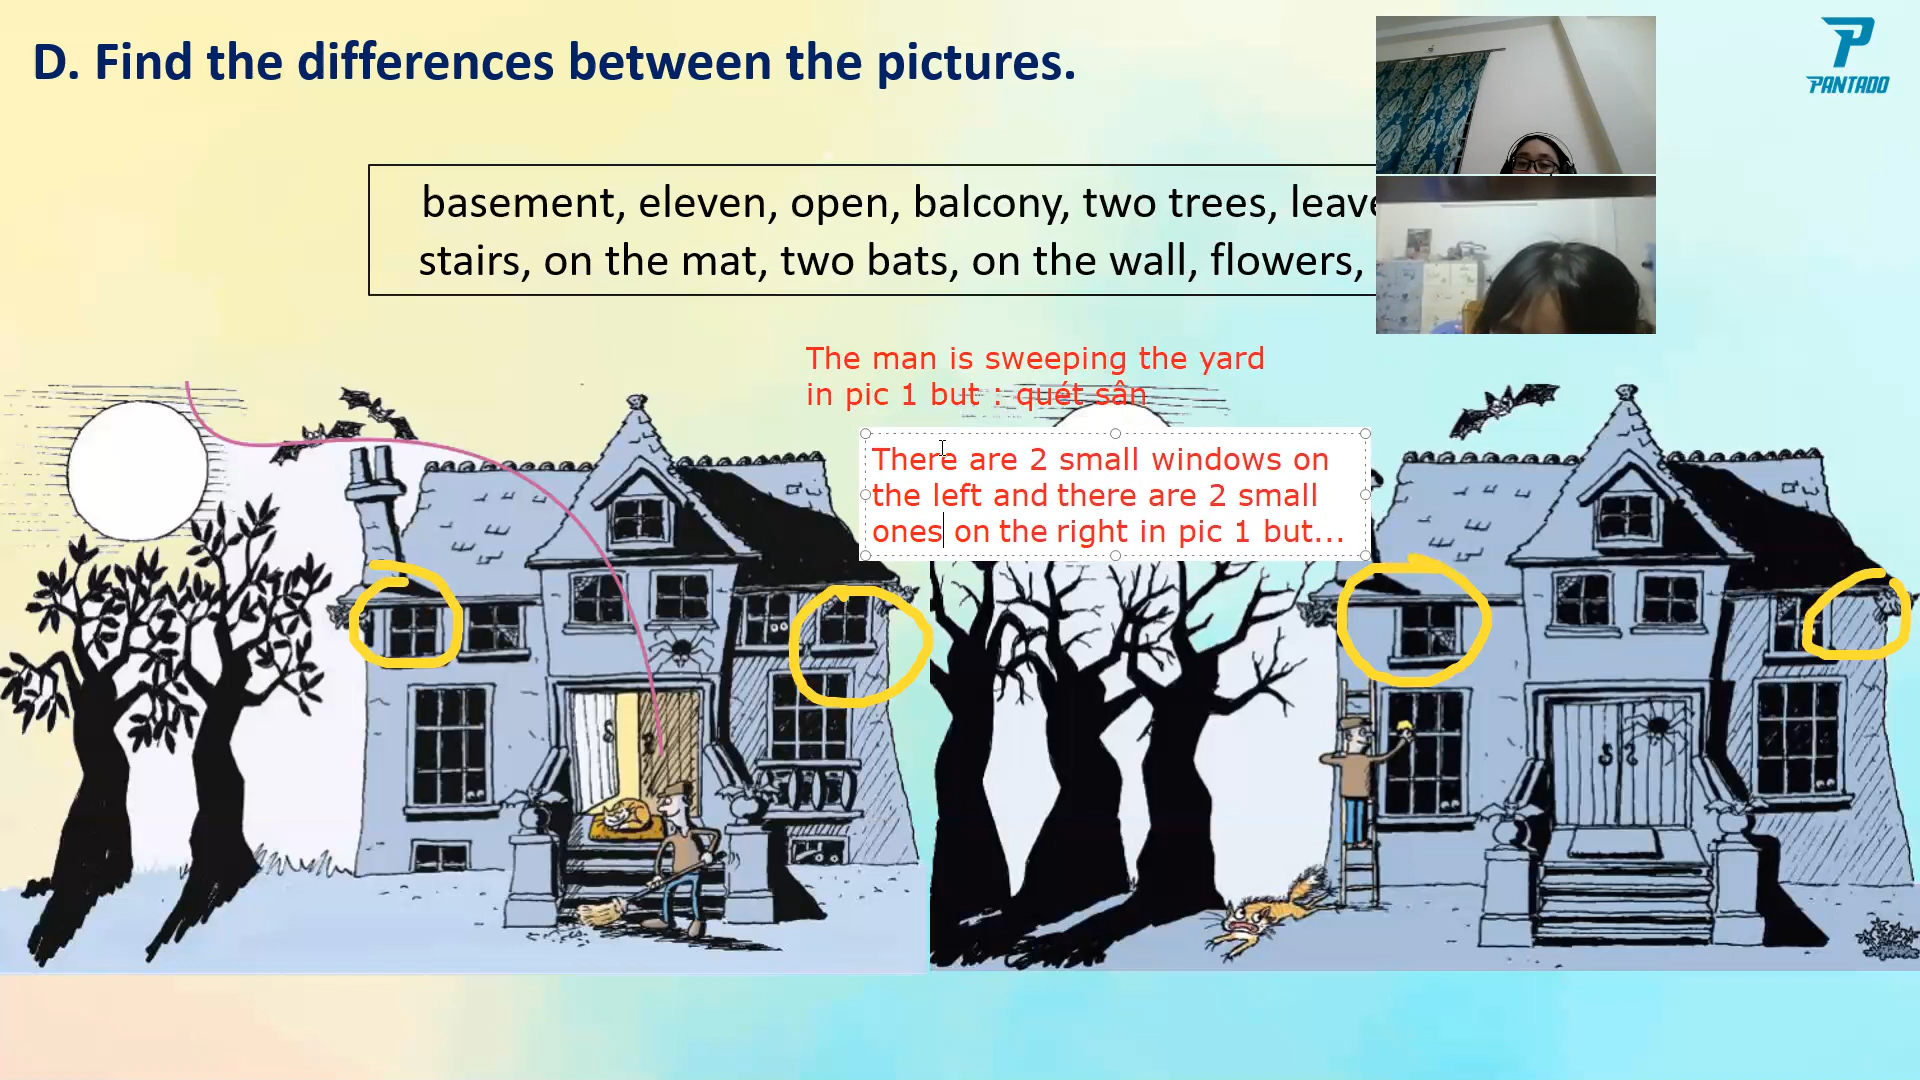 D. Find the differences between the pictures.
PANTADO
basement, eleven, open, balcony, two trees,
stairs, on the mat, two bats, on the wall, flowers,
The man is sweeping the yard
in pic 1 but : quét sân
There are 2 small windows on
the left and there are 2 small
ones on the right in pic 1 but...